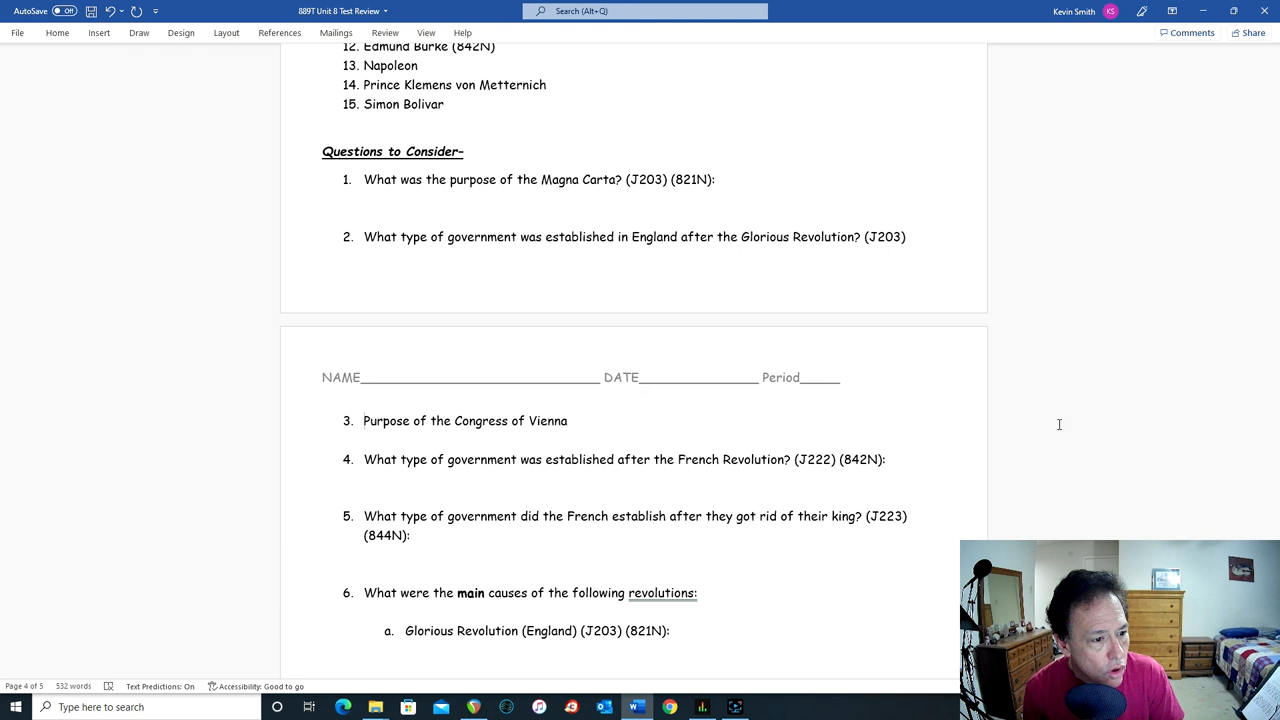 AutoSave Off 889T Unit 8 Test Review Search (Alt+Q) Kevin Smith KS
File Home Insert Draw Design Layout References Mailings Review View Help Comments Share
12. Edmund Burke (842N)
13. Napoleon
14. Prince Klemens von Metternich
15. Simon Bolivar
Questions to Consider-
1. What was the purpose of the Magna Carta? (J203) (821N):
2. What type of government was established in England after the Glorious Revolution? (J203)
NAME______________________________ DATE_______________ Period_____
3. Purpose of the Congress of Vienna
4. What type of government was established after the French Revolution? (J222) (842N):
5. What type of government did the French establish after they got rid of their king? (J223)
(844N):
6. What were the main causes of the following revolutions:
a. Glorious Revolution (England) (J203) (821N):
Page 4 of 5 532 words Text Predictions: On Accessibility: Good to go
Type here to search